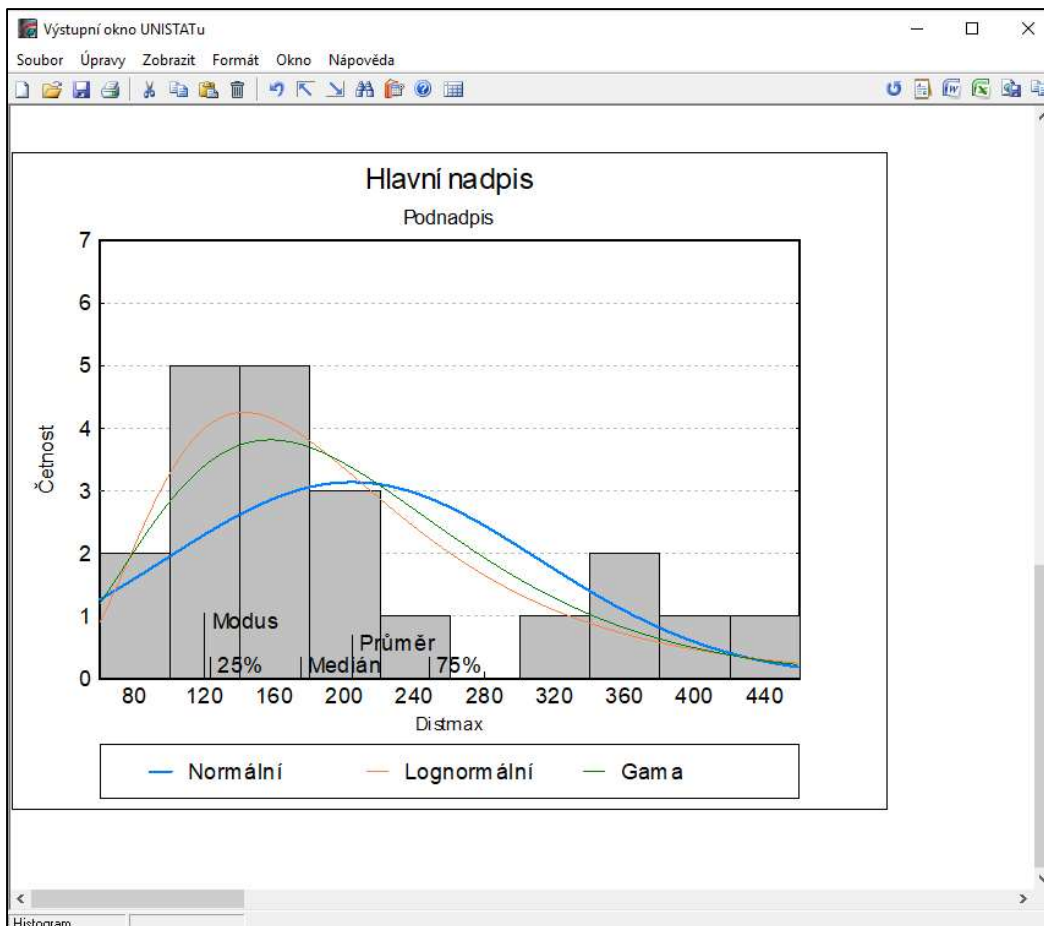 Výstupní okno UNISTATu
Soubor Úpravy Zobrazit Formát Okno Nápověda
Hlavní nadpis
Podnadpis
7
6
5
4
3
2
1
0
Četnost
Modus
Průměr
25% Medián 75%
80 120 160 200 240 280 320 360 400 440
Distmax
Normální Lognormální Gama
Histogram